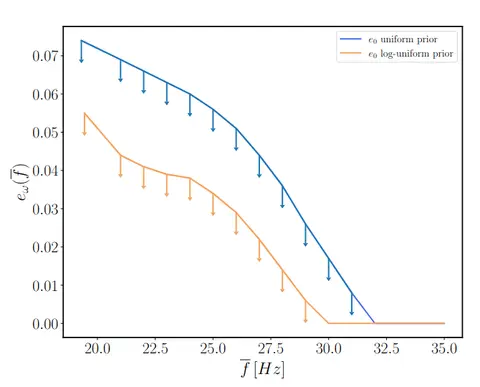 e₀ uniform prior
e₀ log-uniform prior
0.07
0.06
0.05
0.04
0.03
0.02
0.01
0.00
e_ω(f̅)
20.0 22.5 25.0 27.5 30.0 32.5 35.0
f̅ [Hz]